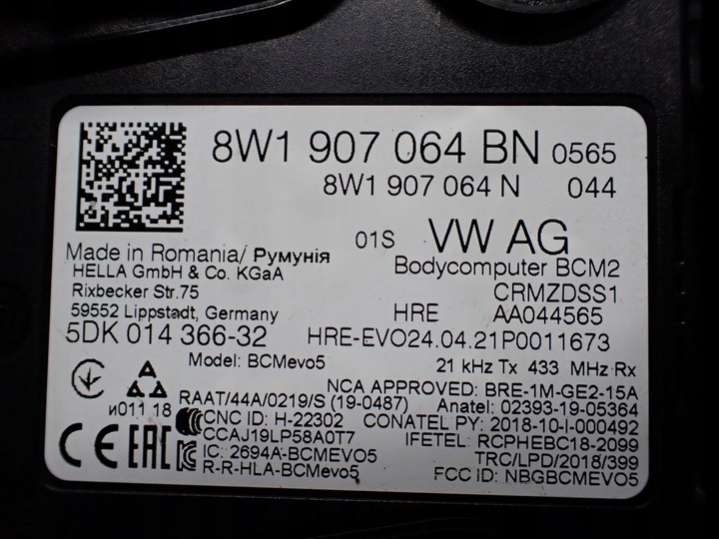 8W1 907 064 BN 0565
8W1 907 064 N 044
01S VW AG
Made in Romania/ Румунія
HELLA GmbH & Co. KGaA
Bodycomputer BCM2
Rixbecker Str.75
CRMZDSS1
59552 Lippstadt, Germany
HRE AA044565
5DK 014 366-32
HRE-EVO24.04.21P0011673
Model: BCMevo5
21 kHz Tx 433 MHz Rx
NCA APPROVED: BRE-1M-GE2-15A
RAAT/44A/0219/S (19-0487)
Anatel: 02393-19-05364
и011 18
CNC ID: H-22302
CONATEL PY: 2018-10-I-000492
CCAJ19LP58A0T7
IFETEL: RCPHEBC18-2099
CE EAC
IC: 2694A-BCMEVO5
TRC/LPD/2018/399
R-R-HLA-BCMevo5
FCC ID: NBGBCMEVO5